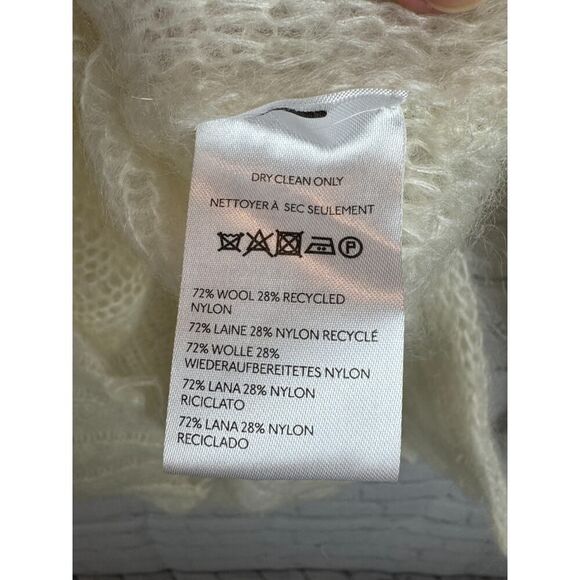 DRY CLEAN ONLY
NETTOYER À SEC SEULEMENT
P
72% WOOL 28% RECYCLED
NYLON
72% LAINE 28% NYLON RECYCLÉ
72% WOLLE 28%
WIEDERAUFBEREITETES NYLON
72% LANA 28% NYLON
RICICLATO
72% LANA 28% NYLON
RECICLADO